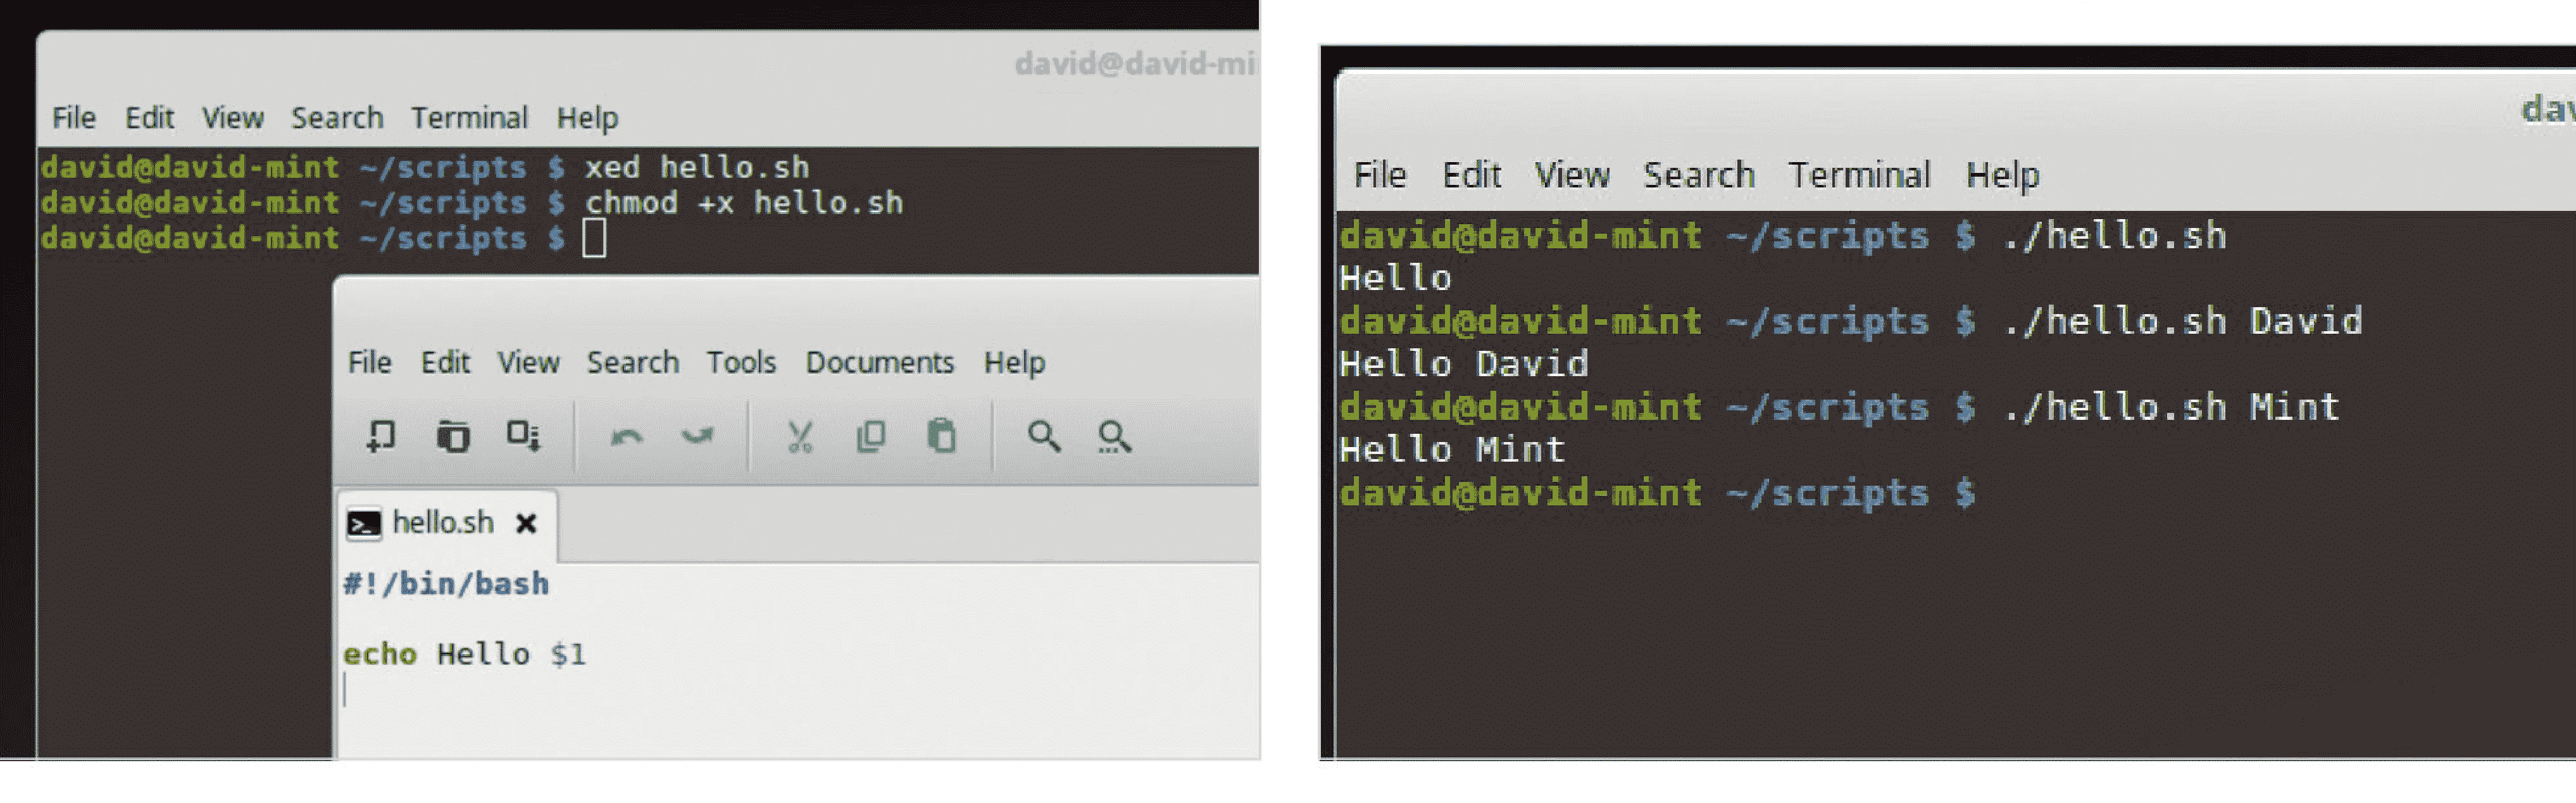 david@david-mi
File Edit View Search Terminal Help
david@david-mint ~/scripts $ xed hello.sh
david@david-mint ~/scripts $ chmod +x hello.sh
david@david-mint ~/scripts $
File Edit View Search Tools Documents Help
hello.sh
#!/bin/bash
echo Hello $1
dav
File Edit View Search Terminal Help
david@david-mint ~/scripts $ ./hello.sh
Hello
david@david-mint ~/scripts $ ./hello.sh David
Hello David
david@david-mint ~/scripts $ ./hello.sh Mint
Hello Mint
david@david-mint ~/scripts $